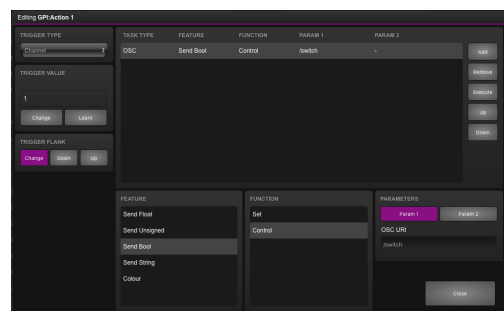 Editing GPI:Action 1
TRIGGER TYPE
Channel
TRIGGER VALUE
1
Change Learn
TRIGGER FLANK
Change Down Up
TASK TYPE FEATURE FUNCTION PARAM 1 PARAM 2
OSC Send Bool Control /switch -
Add
Remove
Execute
Up
Down
FEATURE
Send Float
Send Unsigned
Send Bool
Send String
Colour
FUNCTION
Set
Control
PARAMETERS
Param 1 Param 2
OSC URI
/switch
Close